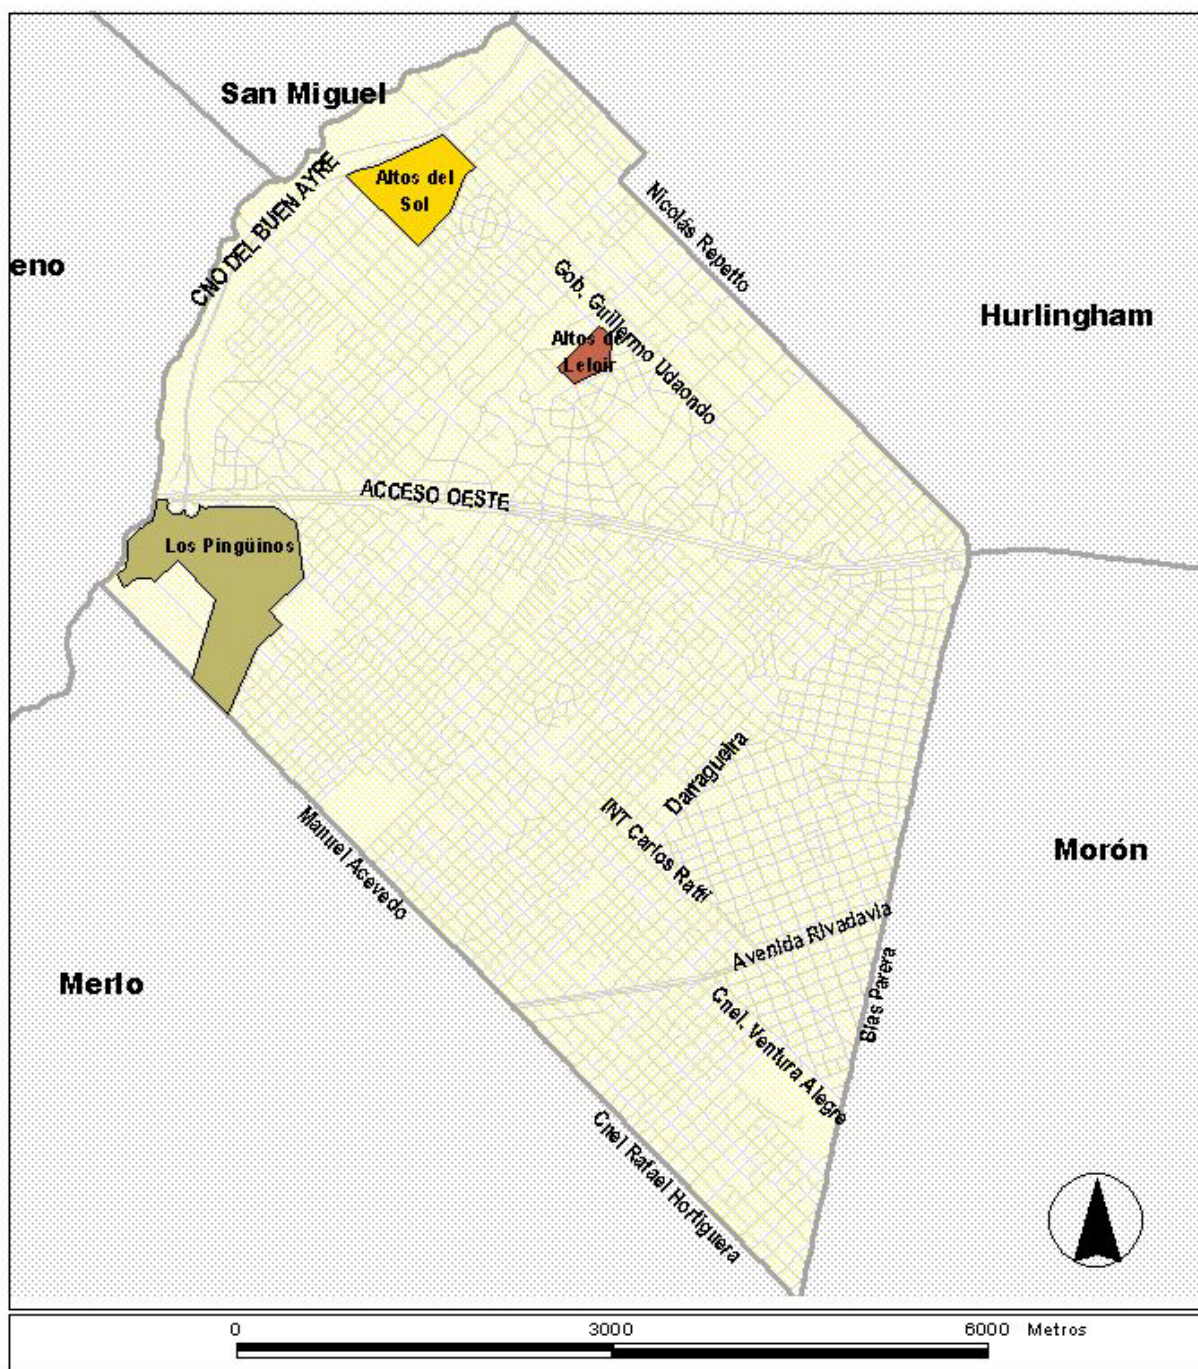 San Miguel
CNO DEL BUEN AYRE
Altos del
Sol
Nicolás Repetto
eno
Gob. Guillermo Udaondo
Hurlingham
Altos de
Leloir
ACCESO OESTE
Los Pingüinos
Darragueira
INT Carlos Ratti
Manuel Acevedo
Morón
Avenida Rivadavia
Merlo
Blas Parera
Cnel. Ventura Alegre
Cnel Rafael Hortiguera
0 3000 6000 Metros